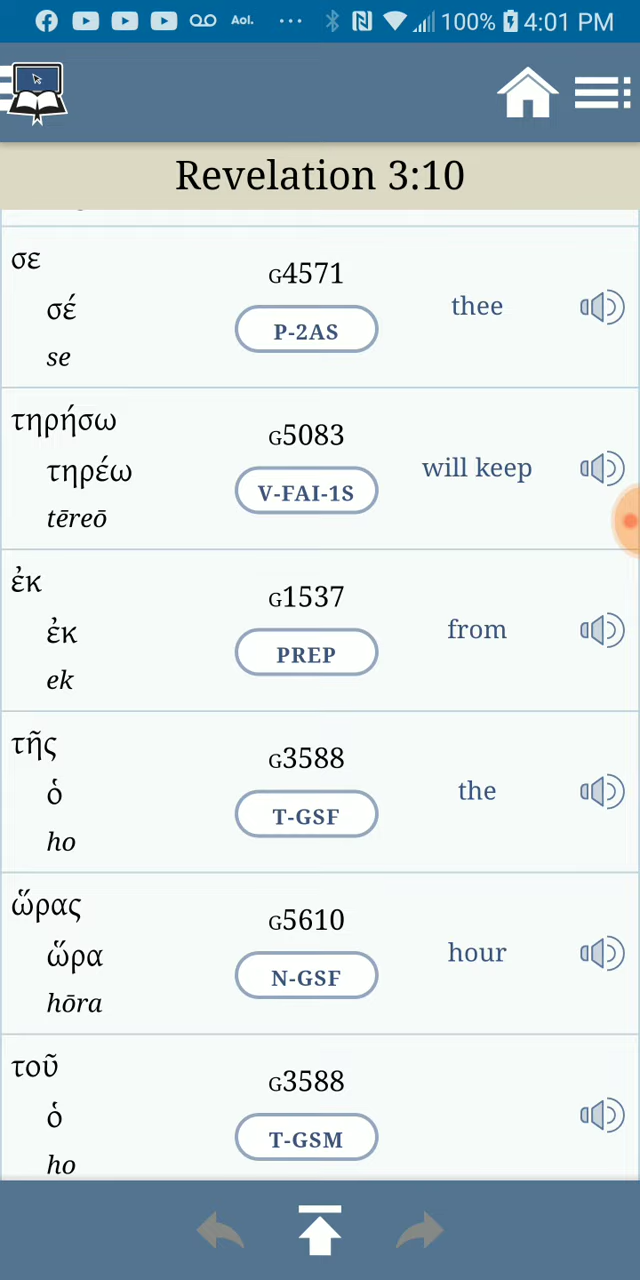 Aol. ... 100% 4:01 PM
Revelation 3:10
σε
σέ
se
G4571
P-2AS
thee
τηρήσω
τηρέω
tēreō
G5083
V-FAI-1S
will keep
ἐκ
ἐκ
ek
G1537
PREP
from
τῆς
ὁ
ho
G3588
T-GSF
the
ὥρας
ὥρα
hōra
G5610
N-GSF
hour
τοῦ
ὁ
ho
G3588
T-GSM